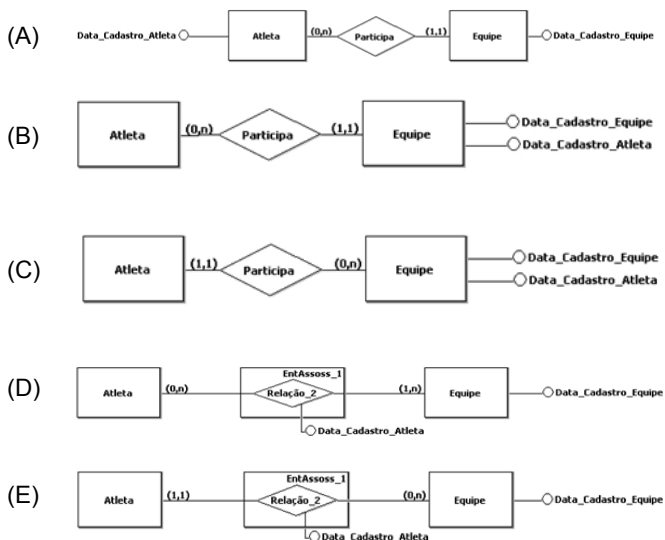 (A) Data_Cadastro_Atleta Atleta (0,n) Participa (1,1) Equipe Data_Cadastro_Equipe
(B) Atleta (0,n) Participa (1,1) Equipe Data_Cadastro_Equipe
Data_Cadastro_Atleta
(C) Atleta (1,1) Participa (0,n) Equipe Data_Cadastro_Equipe
Data_Cadastro_Atleta
EntAssoss_1
(D) Atleta (0,n) Relação_2 (1,n) Equipe Data_Cadastro_Equipe
Data_Cadastro_Atleta
EntAssoss_1
(E) Atleta (1,1) Relação_2 (0,n) Equipe Data_Cadastro_Equipe
Data_Cadastro_Atleta